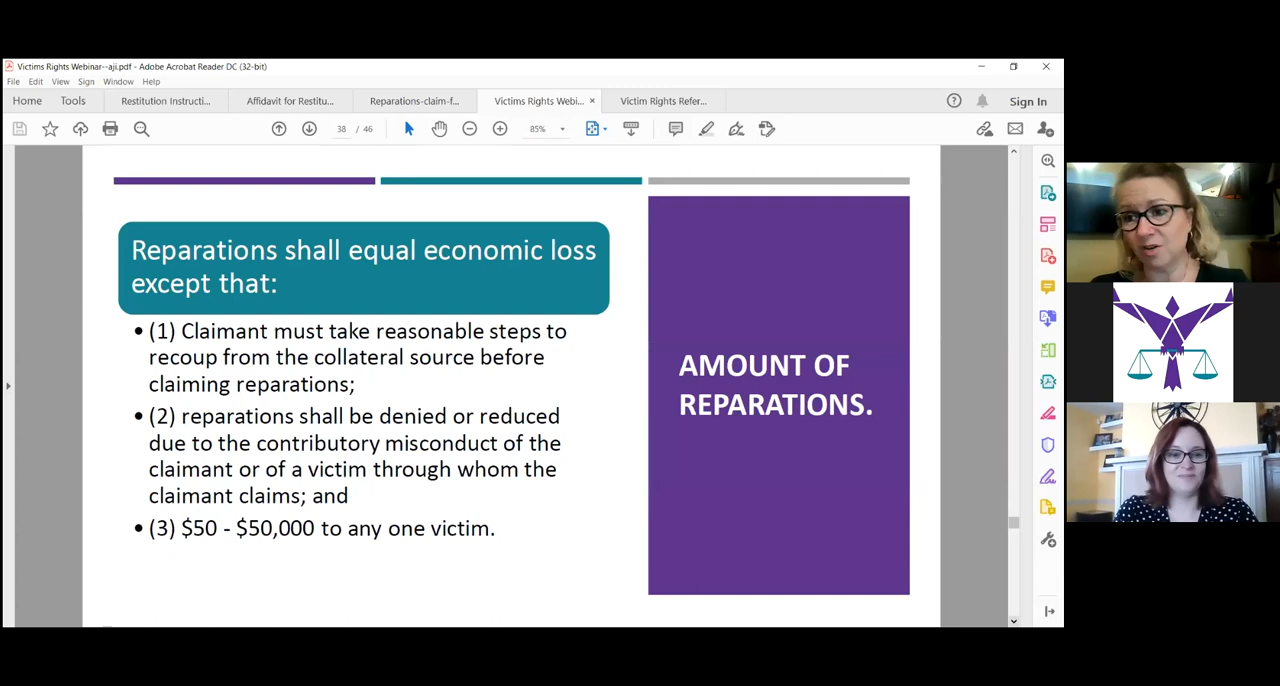 Victims Rights Webinar--aji.pdf - Adobe Acrobat Reader DC (32-bit)
File Edit View Sign Window Help
Home Tools Restitution Instructi... Affidavit for Restitu... Reparations-claim-f... Victims Rights Webi... × Victim Rights Refer... Sign In
38 / 46 85%
Reparations shall equal economic loss
except that:
• (1) Claimant must take reasonable steps to
recoup from the collateral source before
claiming reparations;
• (2) reparations shall be denied or reduced
due to the contributory misconduct of the
claimant or of a victim through whom the
claimant claims; and
• (3) $50 - $50,000 to any one victim.
AMOUNT OF
REPARATIONS.